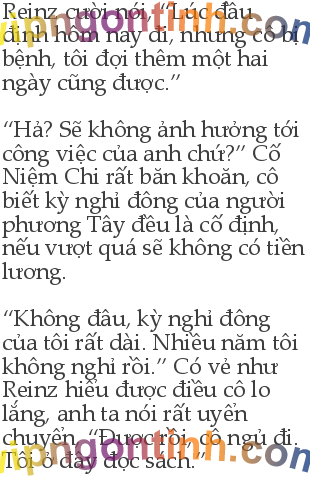 Reinz cười nói, “Lúc đầu
định hôm nay đi, nhưng cô bị
bệnh, tôi đợi thêm một hai
ngày cũng được.”
“Hả? Sẽ không ảnh hưởng tới
công việc của anh chứ?” Cố
Niệm Chi rất băn khoăn, cô
biết kỳ nghỉ đông của người
phương Tây đều là cố định,
nếu vượt quá sẽ không có tiền
lương.
“Không đâu, kỳ nghỉ đông
của tôi rất dài. Nhiều năm tôi
không nghỉ rồi.” Có vẻ như
Reinz hiểu được điều cô lo
lắng, anh ta nói rất uyển
chuyển, “Được rồi, cô ngủ đi.
Tôi ở đây đọc sách.”
vipngontinh.com
vipngontinh.com